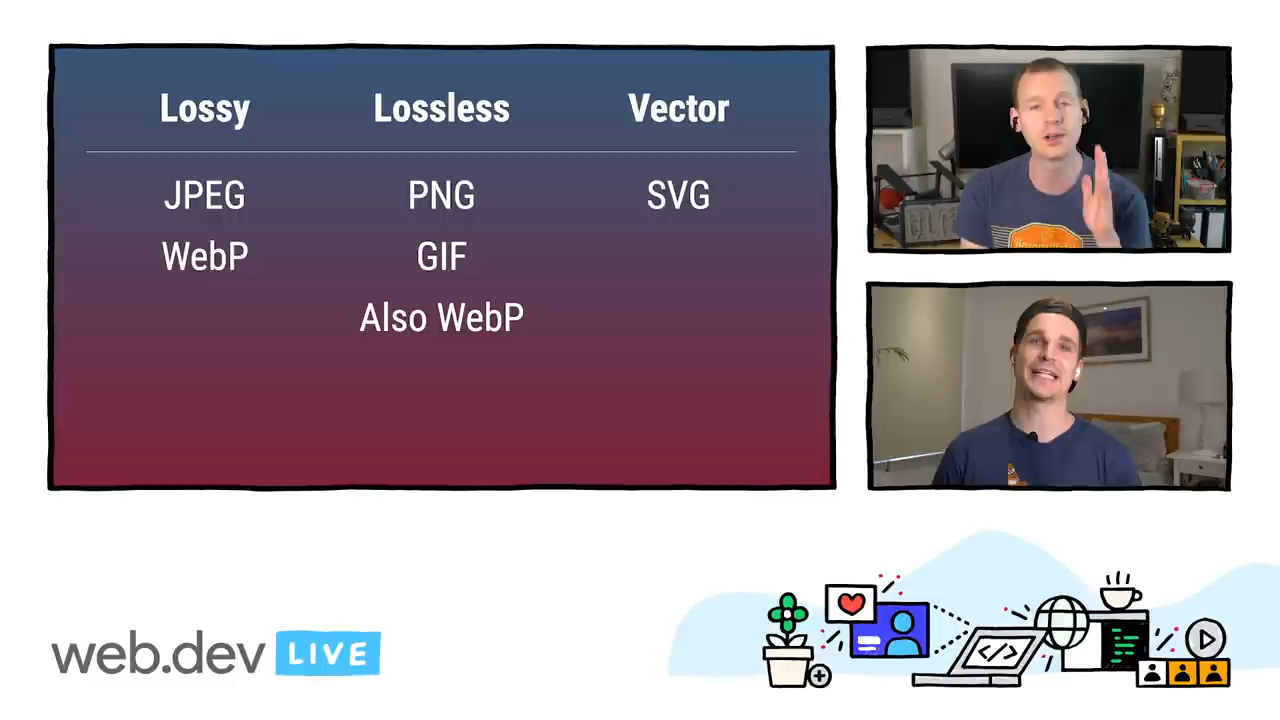 Lossy Lossless Vector
JPEG PNG SVG
WebP GIF
Also WebP
web.dev LIVE
</>